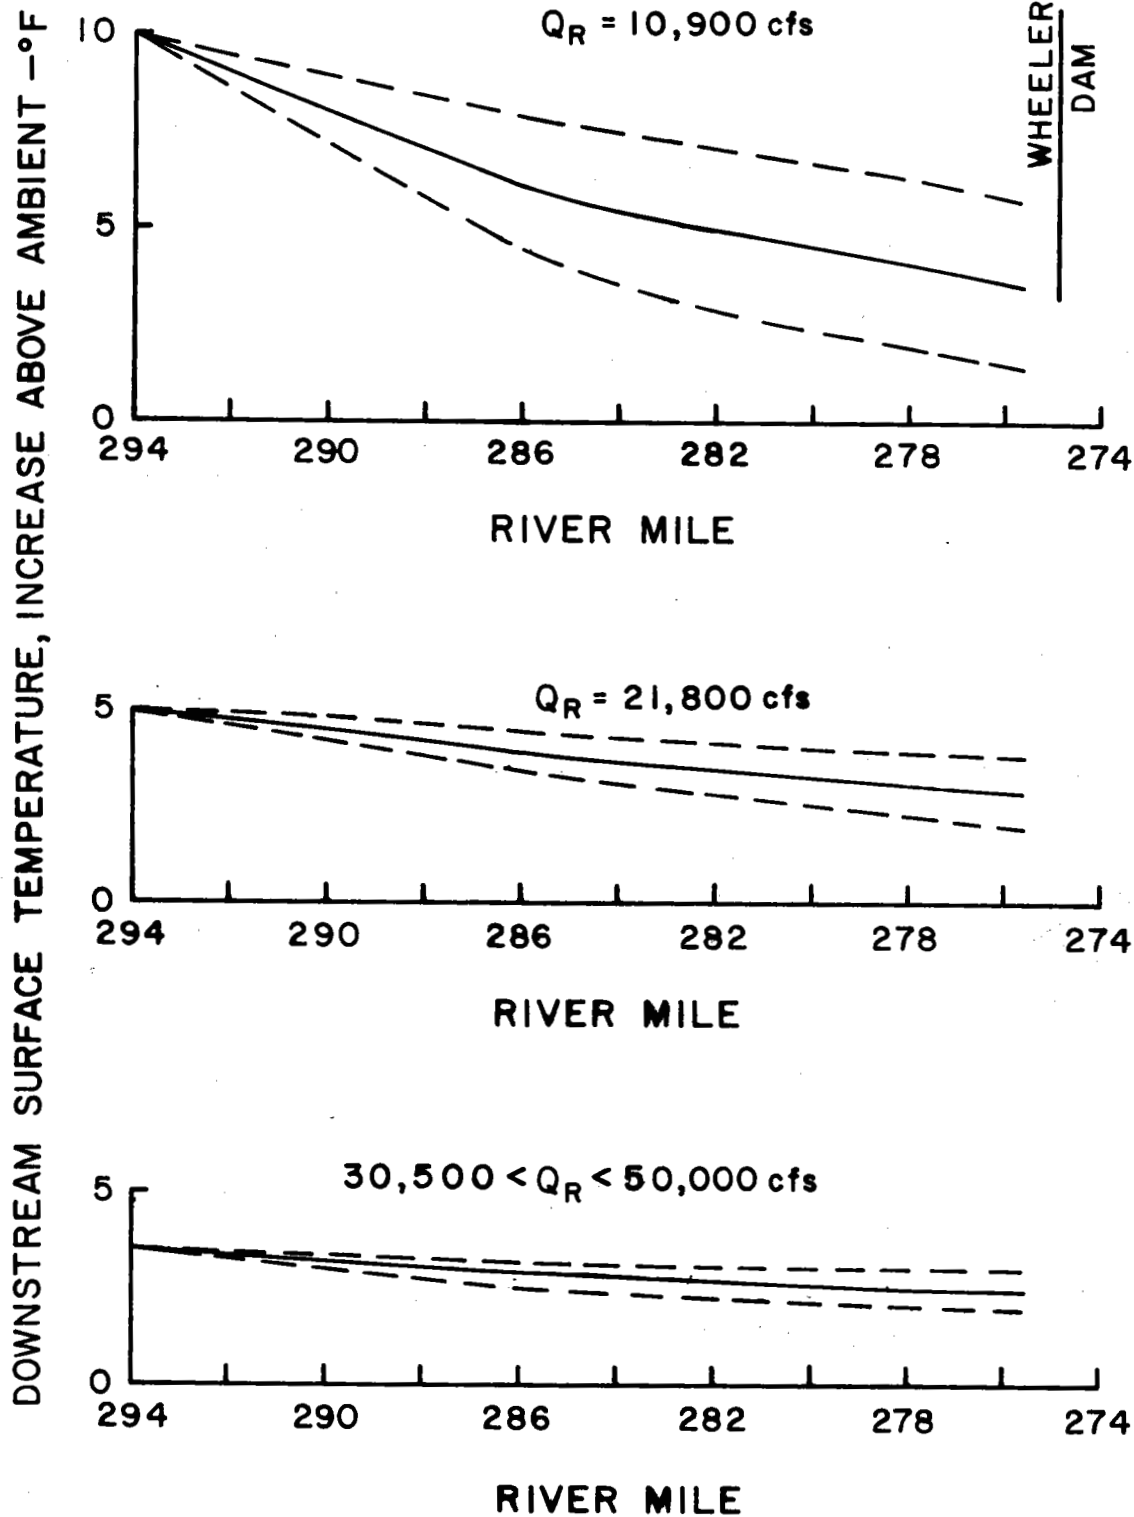 DOWNSTREAM SURFACE TEMPERATURE, INCREASE ABOVE AMBIENT -°F
Q_R = 10,900 cfs
WHEELER
DAM
10
5
0
294 290 286 282 278 274
RIVER MILE
Q_R = 21,800 cfs
5
0
294 290 286 282 278 274
RIVER MILE
30,500 < Q_R < 50,000 cfs
5
0
294 290 286 282 278 274
RIVER MILE